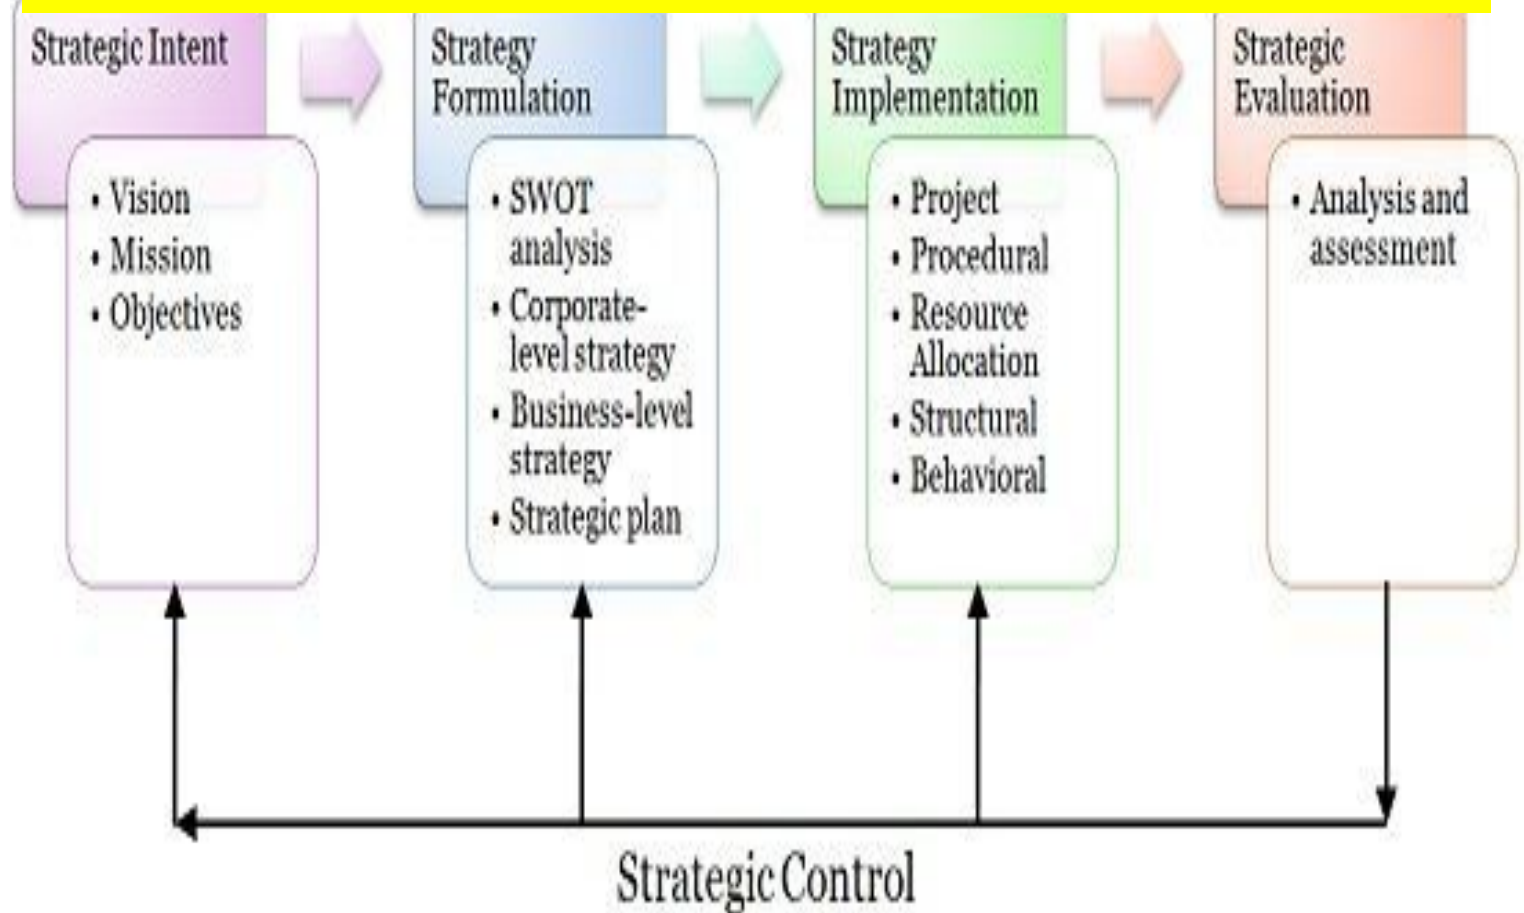 Strategic Intent
• Vision
• Mission
• Objectives
Strategy
Formulation
• SWOT
analysis
• Corporate-
level strategy
• Business-level
strategy
• Strategic plan
Strategy
Implementation
• Project
• Procedural
• Resource
Allocation
• Structural
• Behavioral
Strategic
Evaluation
• Analysis and
assessment
Strategic Control